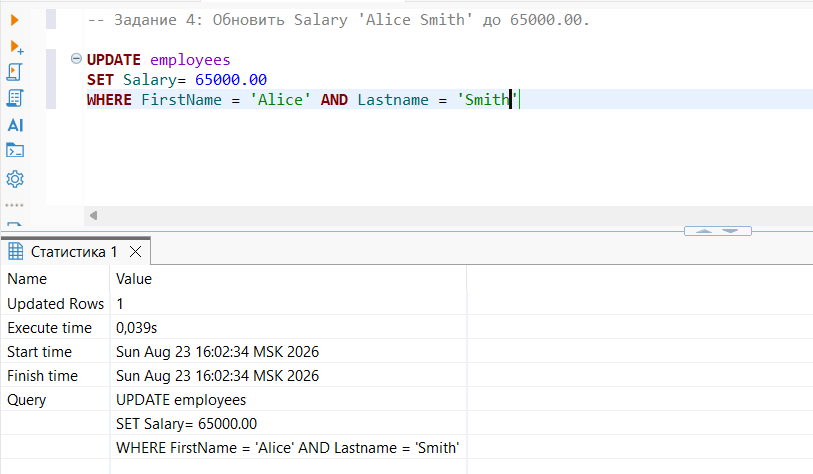 -- Задание 4: Обновить Salary 'Alice Smith' до 65000.00.
UPDATE employees
SET Salary= 65000.00
WHERE FirstName = 'Alice' AND Lastname = 'Smith'
AI
Статистика 1
Name Value
Updated Rows 1
Execute time 0,039s
Start time Sun Aug 23 16:02:34 MSK 2026
Finish time Sun Aug 23 16:02:34 MSK 2026
Query UPDATE employees
SET Salary= 65000.00
WHERE FirstName = 'Alice' AND Lastname = 'Smith'